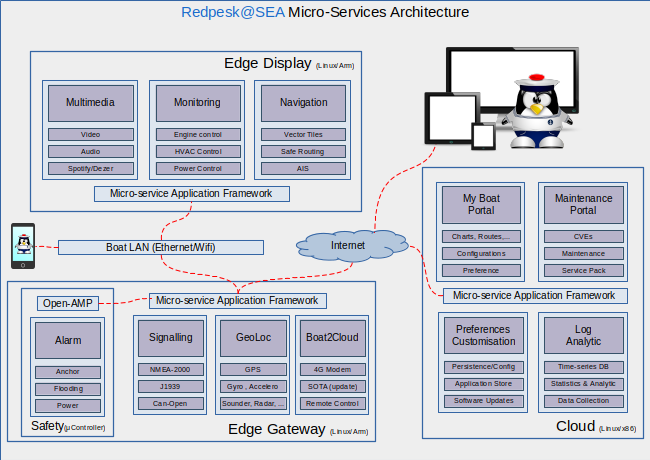 Redpesk@SEA Micro-Services Architecture
Edge Display (Linux/Arm)
Multimedia
Video
Audio
Spotify/Dezer
Monitoring
Engine control
HVAC Control
Power Control
Navigation
Vector Tiles
Safe Routing
AIS
Micro-service Application Framework
Boat LAN (Ethernet/Wifi)
Internet
My Boat
Portal
Charts, Routes,...
Configurations
Preference
Maintenance
Portal
CVEs
Maintenance
Service Pack
Micro-service Application Framework
Preferences
Customisation
Persistence/Config
Application Store
Software Updates
Log
Analytic
Time-series DB
Statistics & Analytic
Data Collection
Cloud (Linux/x86)
Open-AMP
Micro-service Application Framework
Alarm
Anchor
Flooding
Power
Safety(µController)
Signalling
NMEA-2000
J1939
Can-Open
GeoLoc
GPS
Gyro , Accelero
Sounder, Radar, ...
Boat2Cloud
4G Modem
SOTA (update)
Remote Control
Edge Gateway (Linux/Arm)